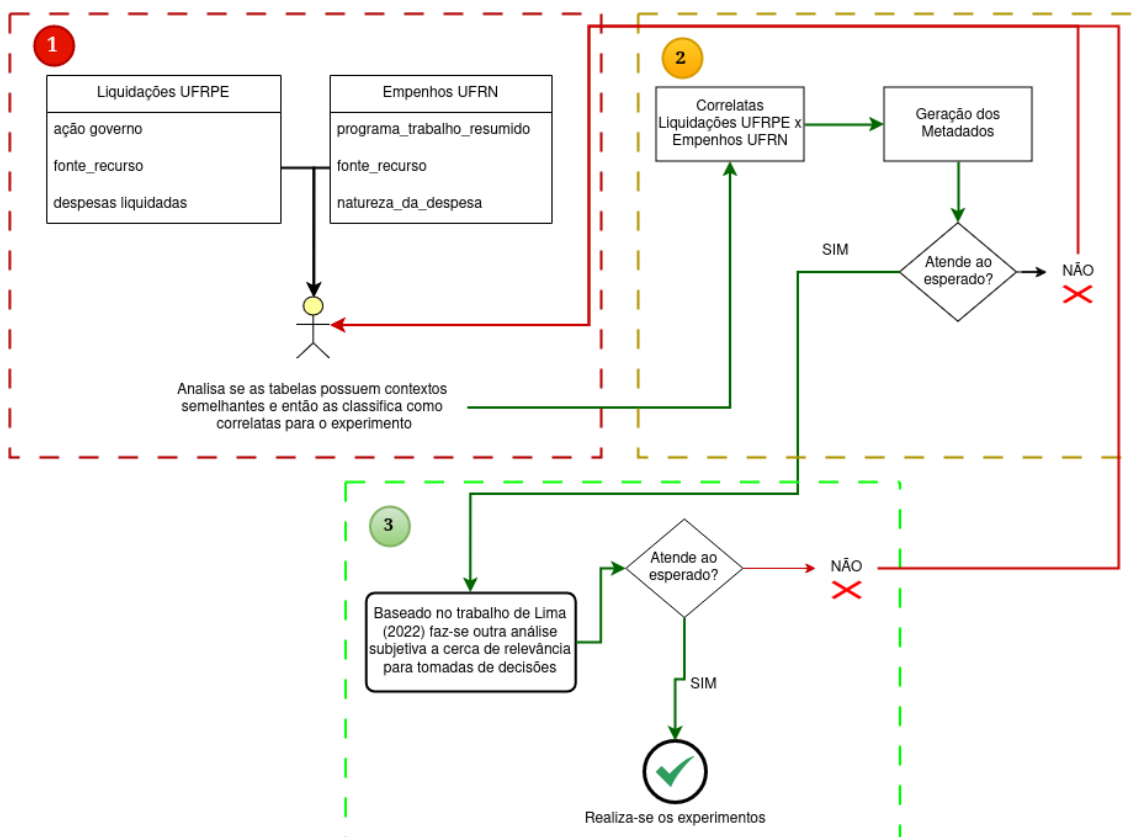 1
Liquidações UFRPE
ação governo
fonte_recurso
despesas liquidadas
Empenhos UFRN
programa_trabalho_resumido
fonte_recurso
natureza_da_despesa
Analisa se as tabelas possuem contextos
semelhantes e então as classifica como
correlatas para o experimento
2
Correlatas
Liquidações UFRPE x
Empenhos UFRN
Geração dos
Metadados
Atende ao
esperado?
SIM
NÃO
3
Baseado no trabalho de Lima
(2022) faz-se outra análise
subjetiva a cerca de relevância
para tomadas de decisões
Atende ao
esperado?
NÃO
SIM
Realiza-se os experimentos